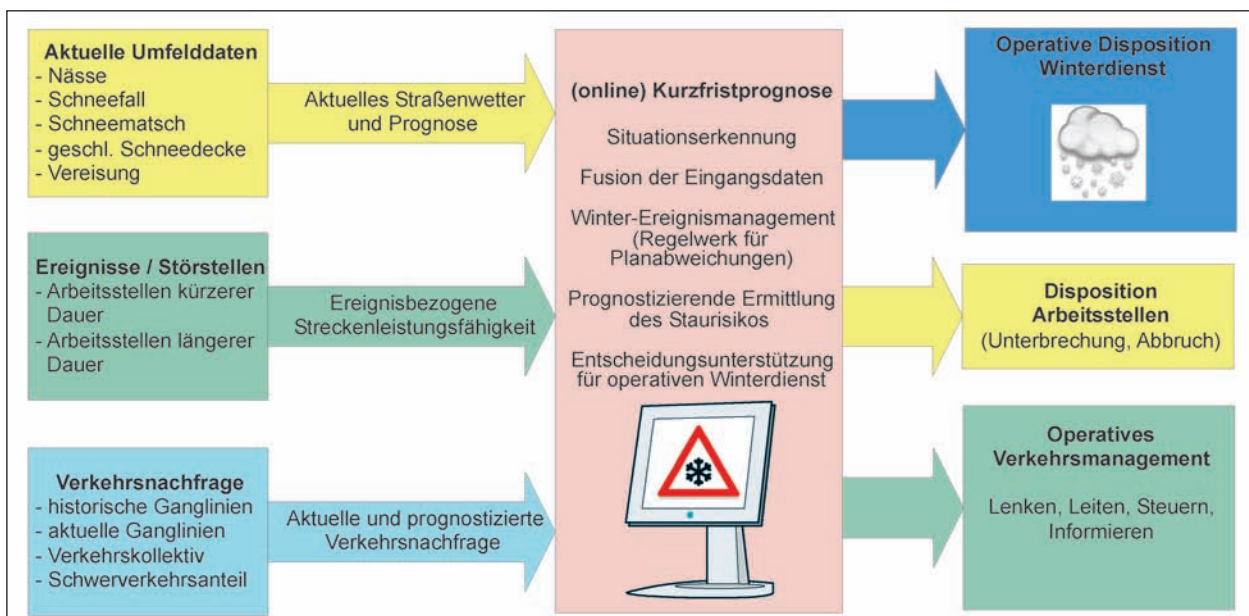 Aktuelle Umfelddaten
- Nässe
- Schneefall
- Schneematsch
- geschl. Schneedecke
- Vereisung
Aktuelles Straßenwetter
und Prognose
Ereignisse / Störstellen
- Arbeitsstellen kürzerer
Dauer
- Arbeitsstellen längerer
Dauer
Ereignisbezogene
Streckenleistungsfähigkeit
Verkehrsnachfrage
- historische Ganglinien
- aktuelle Ganglinien
- Verkehrskollektiv
- Schwerverkehrsanteil
Aktuelle und prognostizierte
Verkehrsnachfrage
(online) Kurzfristprognose
Situationserkennung
Fusion der Eingangsdaten
Winter-Ereignismanagement
(Regelwerk für
Planabweichungen)
Prognostizierende Ermittlung
des Staurisikos
Entscheidungsunterstützung
für operativen Winterdienst
Operative Disposition
Winterdienst
Disposition
Arbeitsstellen
(Unterbrechung, Abbruch)
Operatives
Verkehrsmanagement
Lenken, Leiten, Steuern,
Informieren